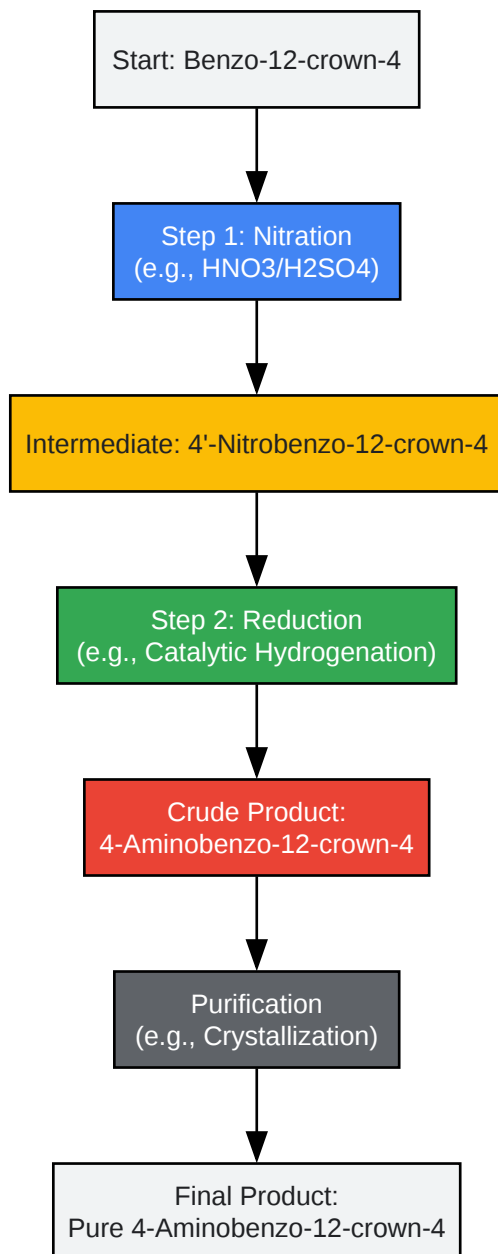 Start: Benzo-12-crown-4
Step 1: Nitration
(e.g., HNO3/H2SO4)
Intermediate: 4'-Nitrobenzo-12-crown-4
Step 2: Reduction
(e.g., Catalytic Hydrogenation)
Crude Product:
4-Aminobenzo-12-crown-4
Purification
(e.g., Crystallization)
Final Product:
Pure 4-Aminobenzo-12-crown-4